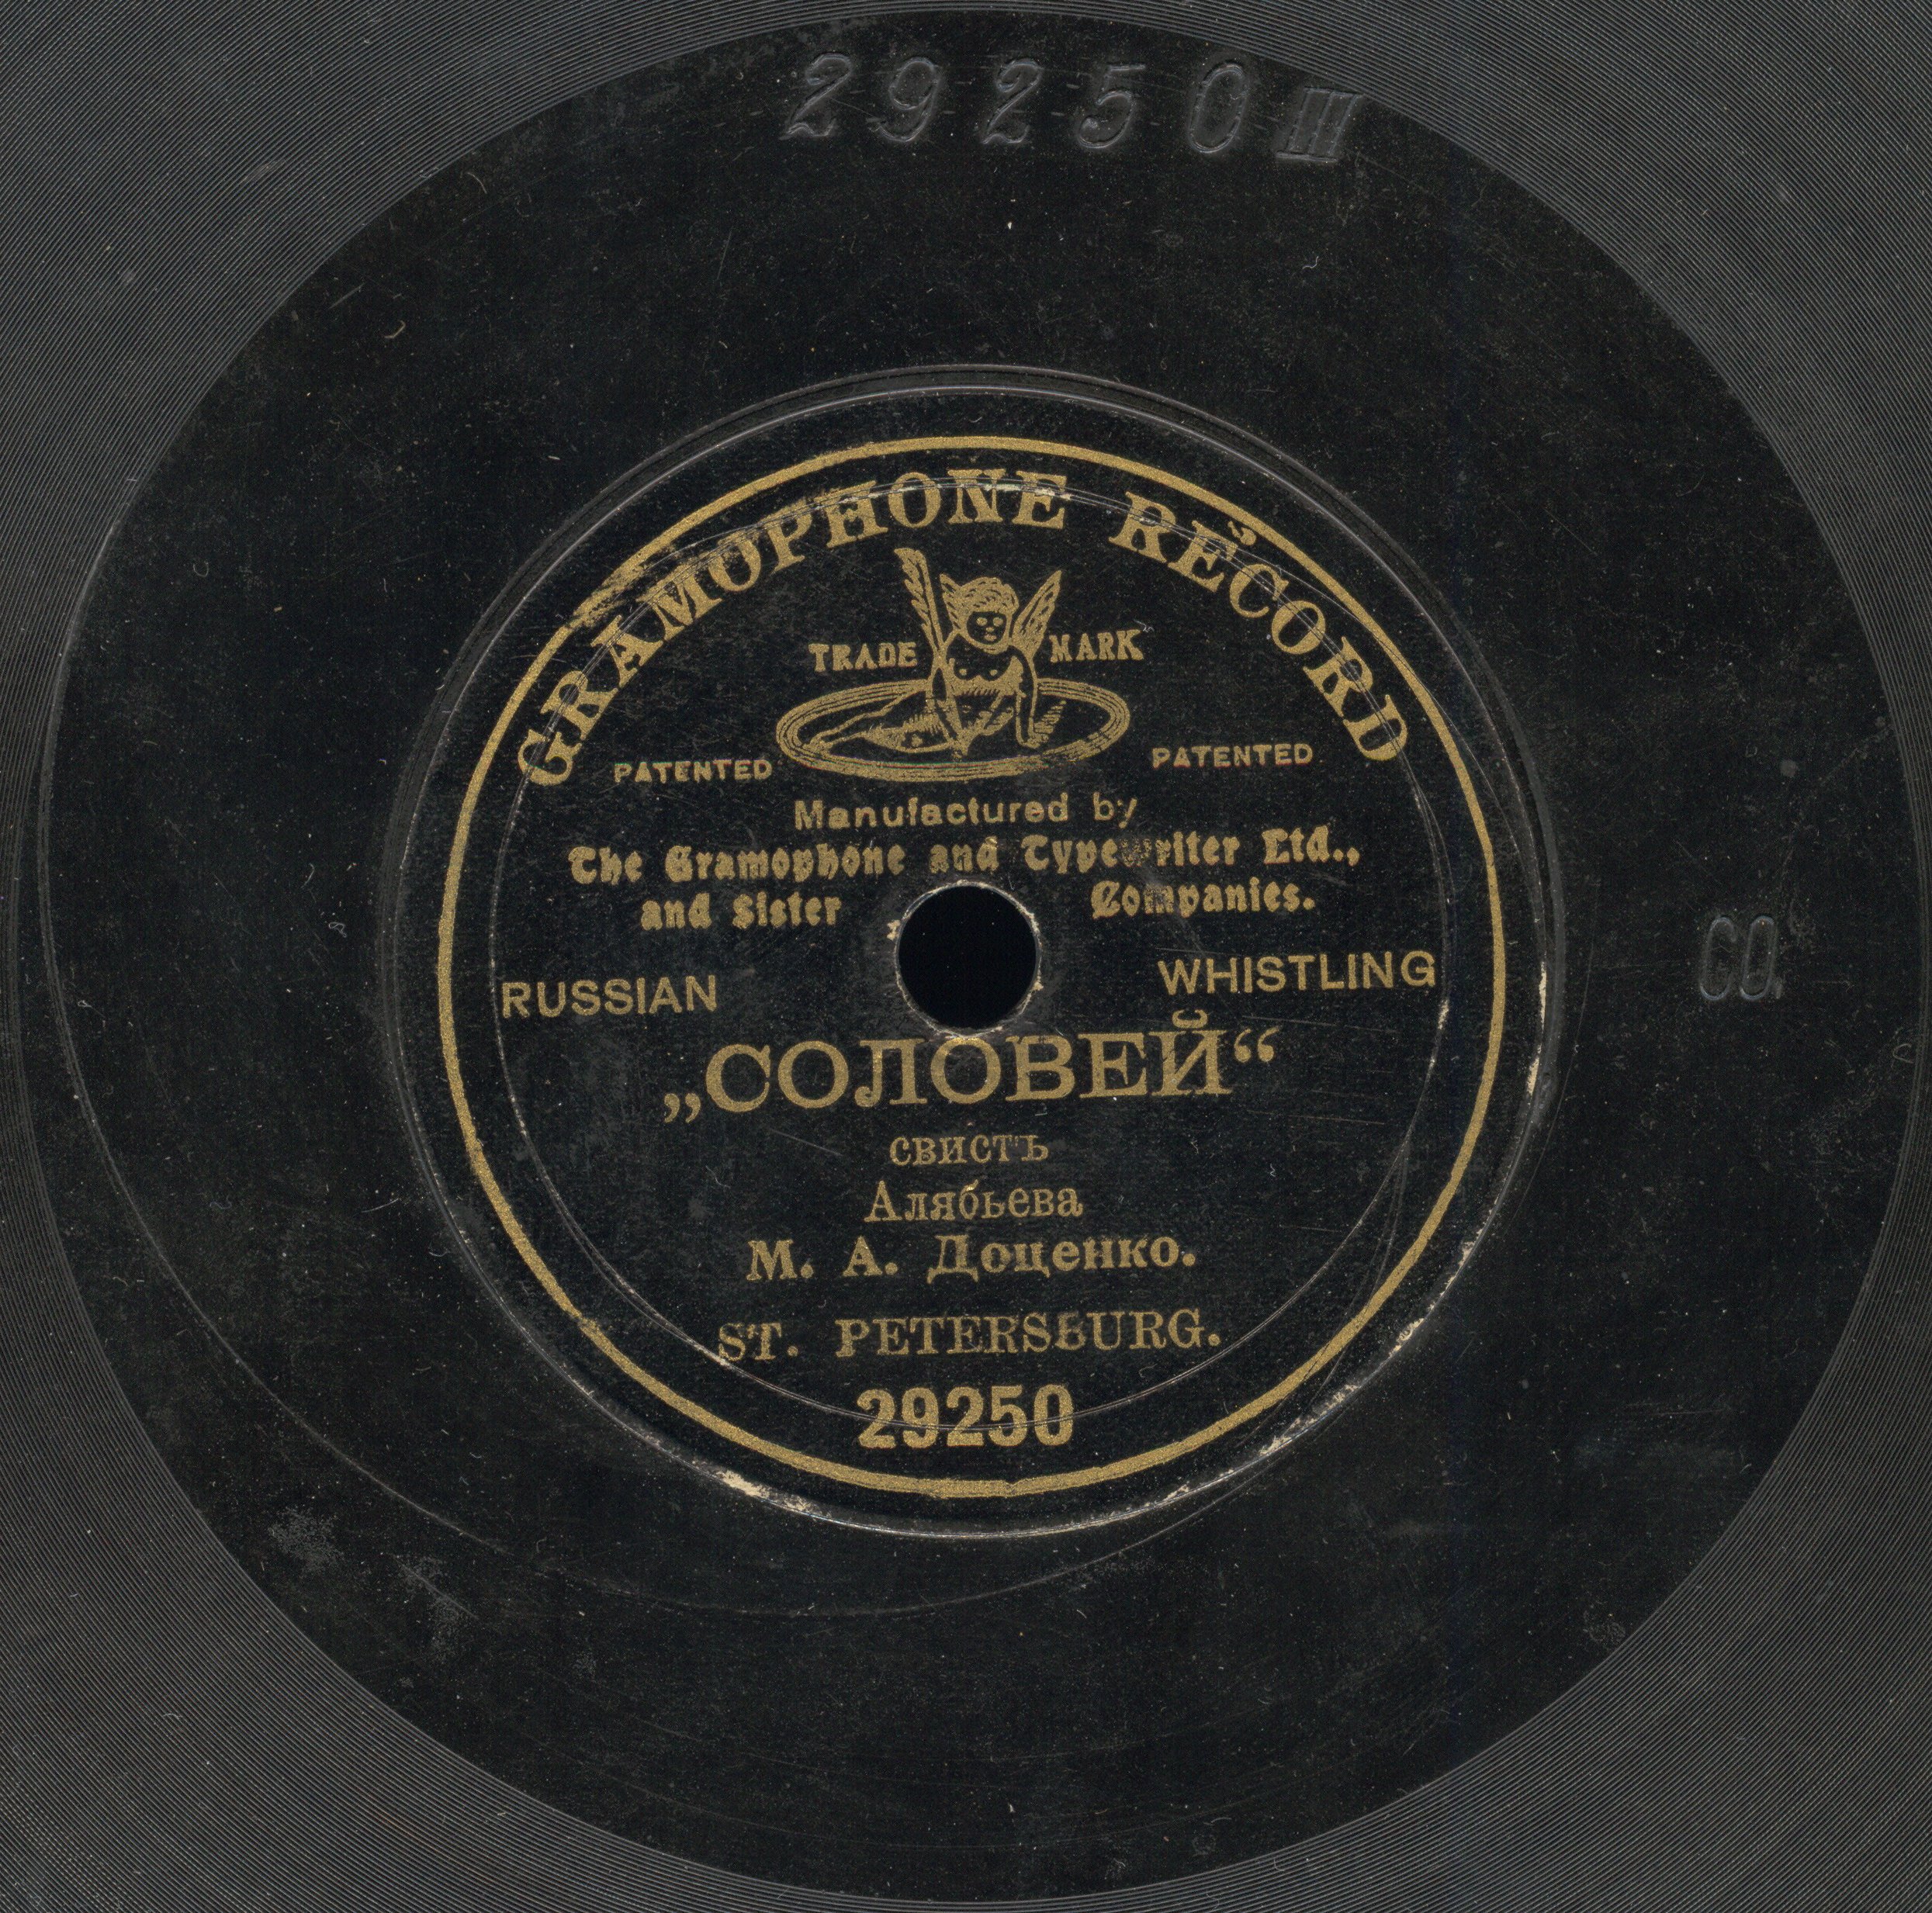 29250 III
GRAMOPHONE RECORD
TRADE MARK
PATENTED PATENTED
Manufactured by
The Gramophone and Typewriter Ltd.,
and Sister Companies.
RUSSIAN WHISTLING
„СОЛОВЕЙ“
свистъ
Алябьева
М. А. Доценко.
ST. PETERSBURG.
29250